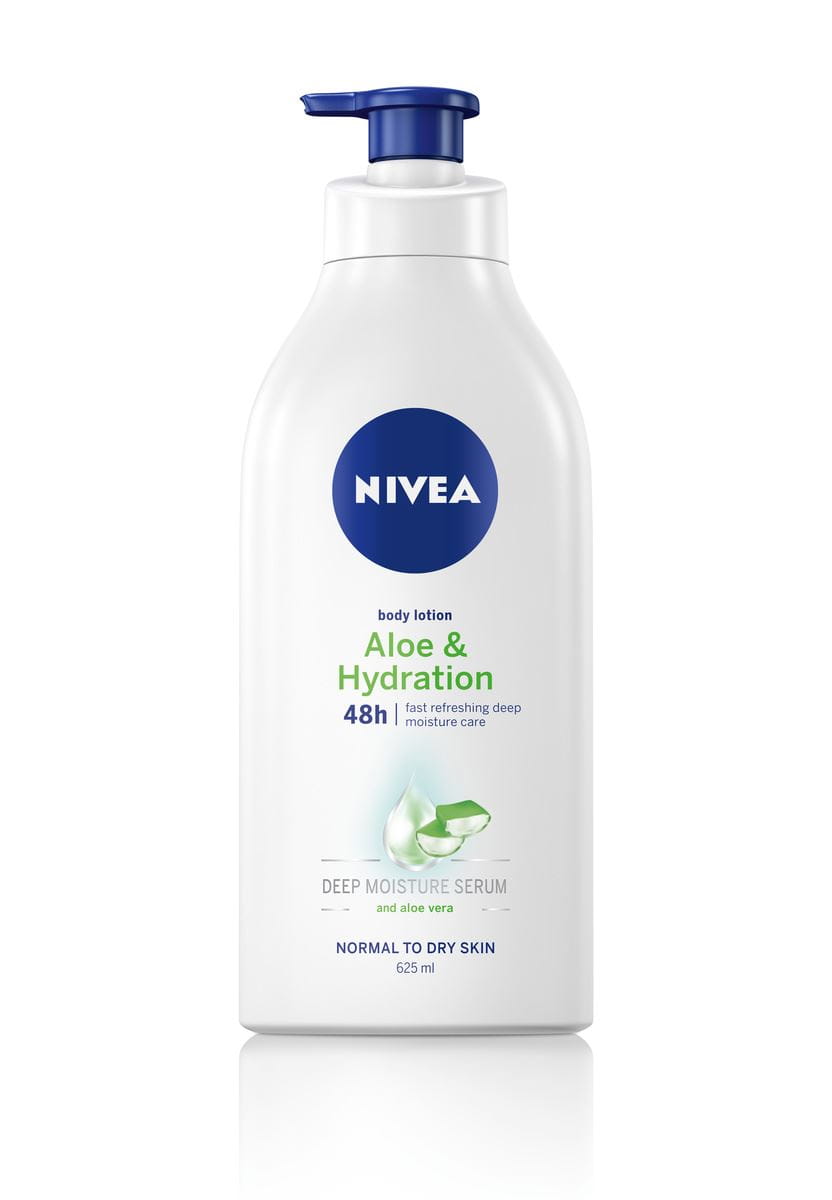 NIVEA
body lotion
Aloe &
Hydration
48h | fast refreshing deep
moisture care
DEEP MOISTURE SERUM
and aloe vera
NORMAL TO DRY SKIN
625 ml